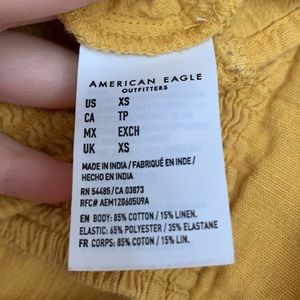 AMERICAN EAGLE
OUTFITTERS
US XS
CA TP
MX EXCH
UK XS
MADE IN INDIA / FABRIQUÉ EN INDE /
HECHO EN INDIA
RN 54485/CA 03873
RFC# AEM120605U9A
EN BODY: 85% COTTON / 15% LINEN.
ELASTIC: 65% POLYESTER / 35% ELASTANE
FR CORPS: 85% COTON / 15% LIN.